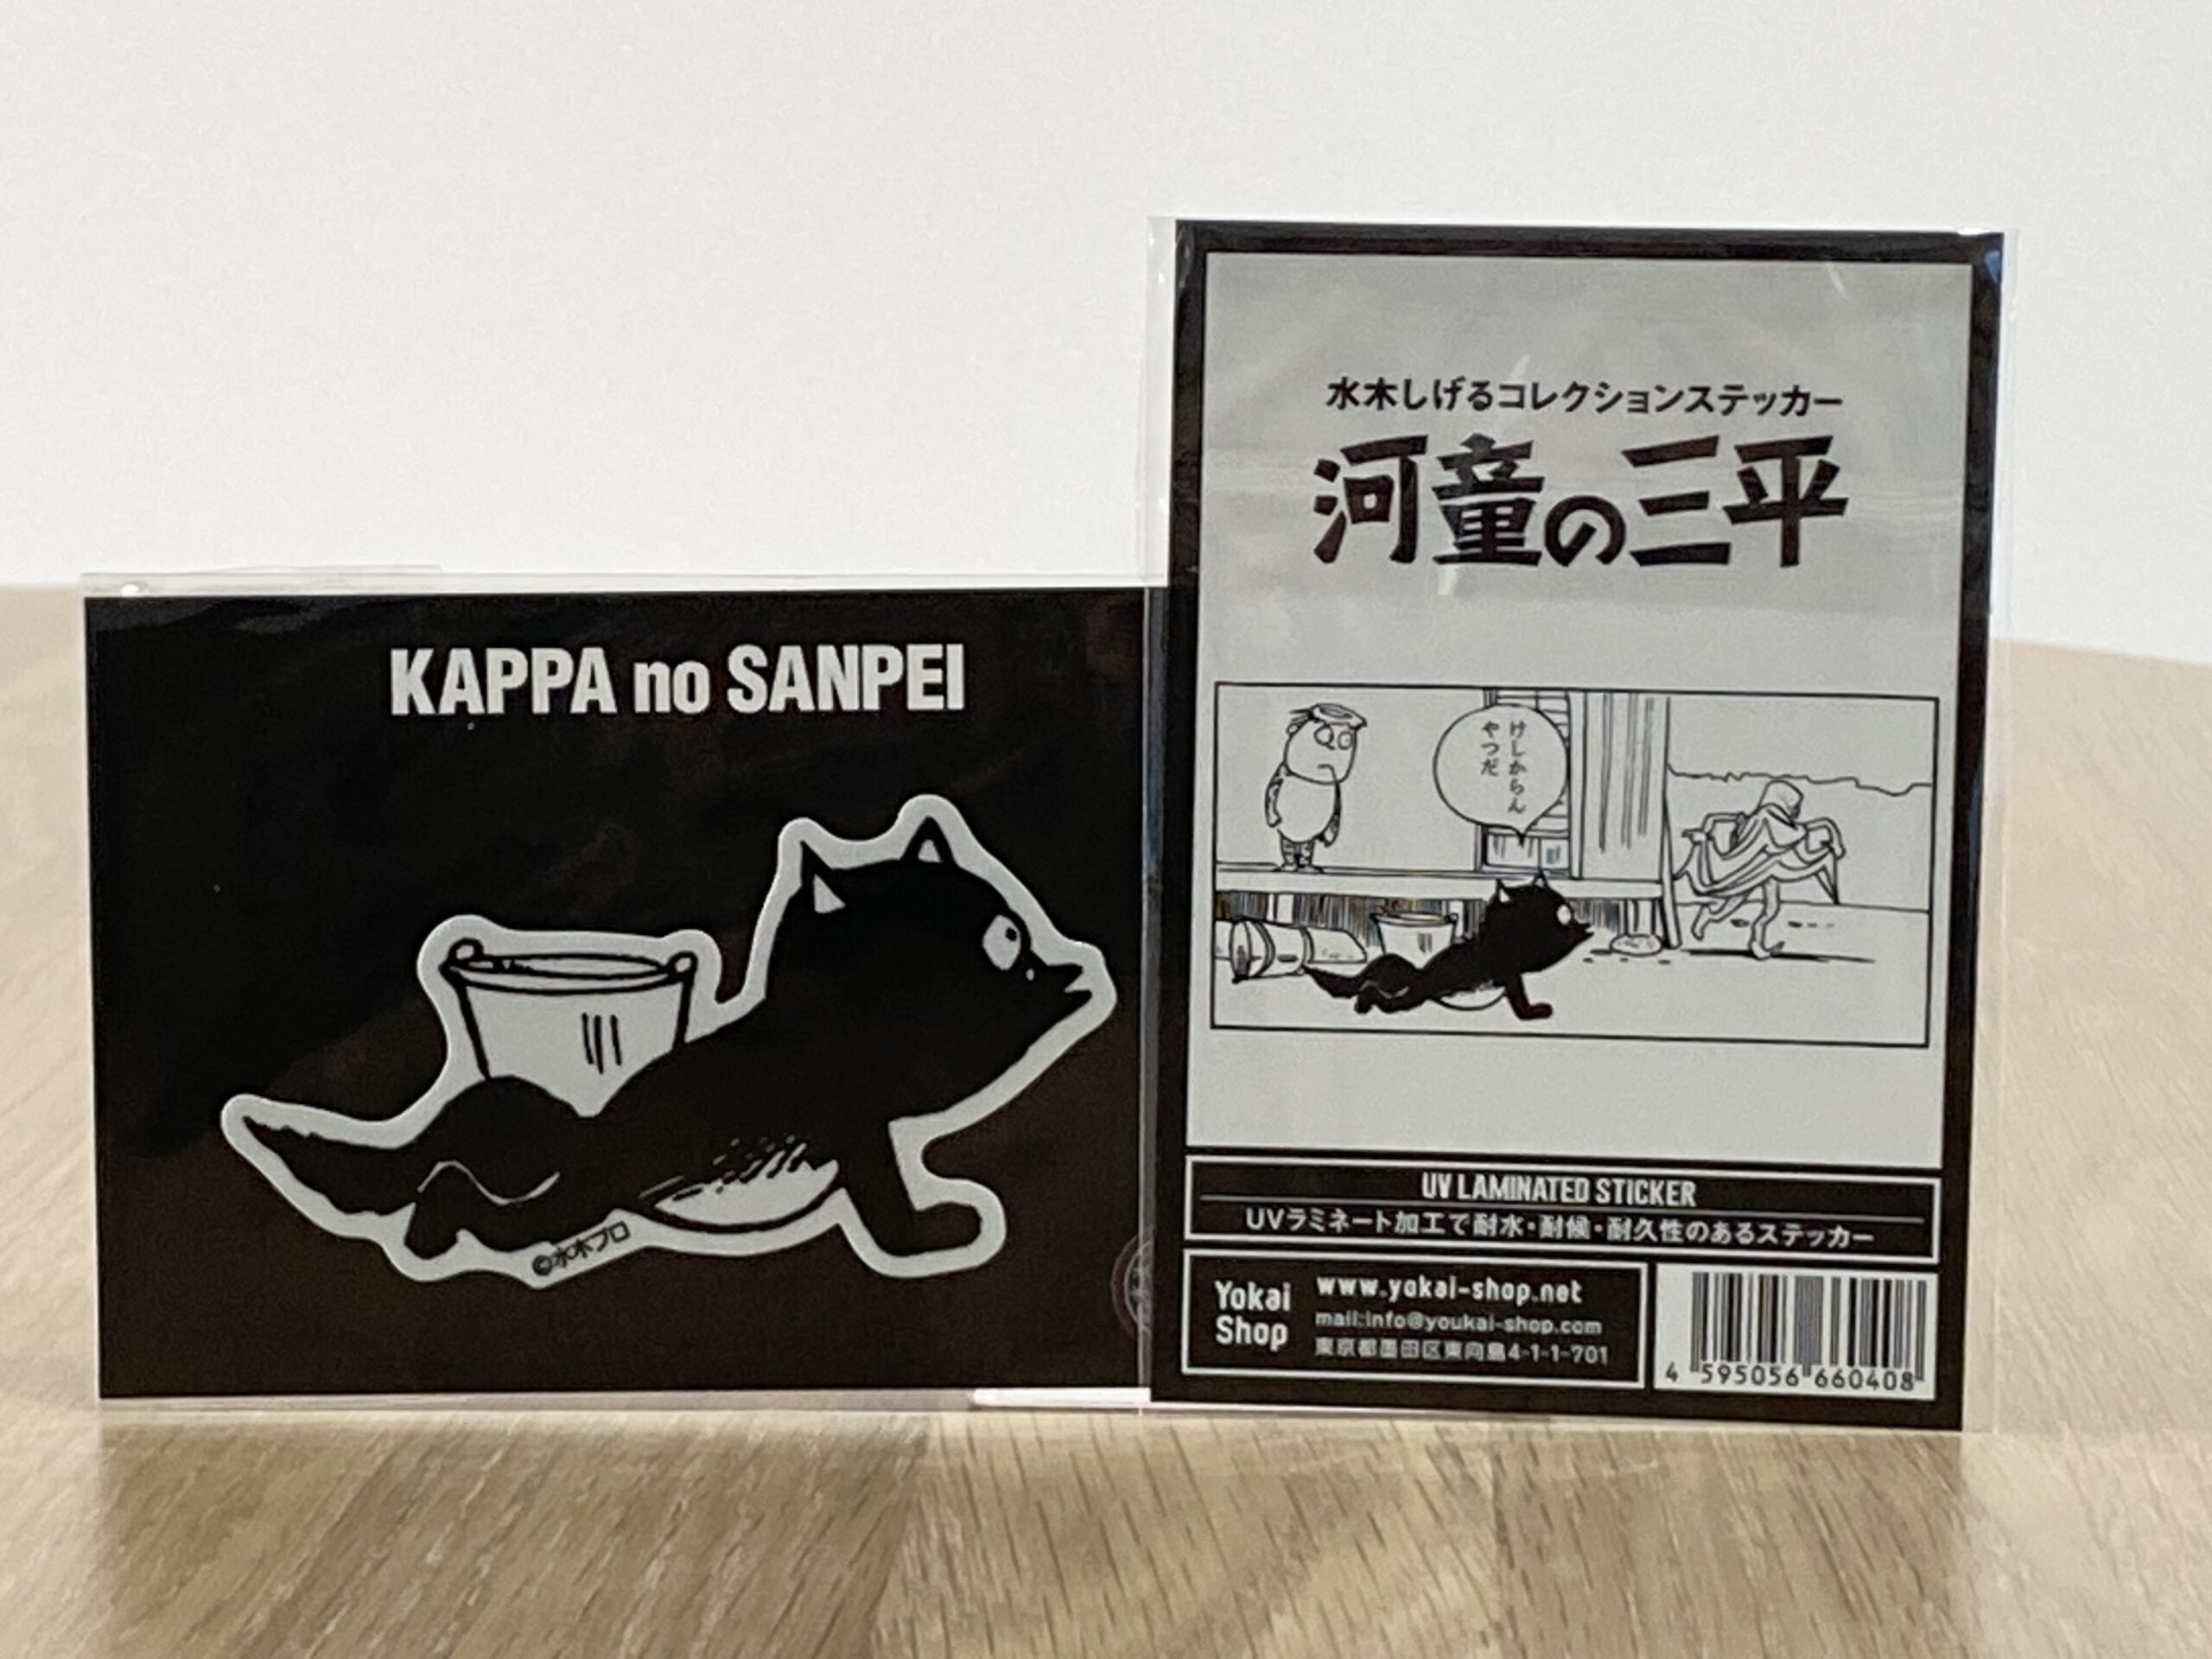 KAPPA no SANPEI
©水木プロ
水木しげるコレクションステッカー
河童の三平
けしからん
やつだ
UV LAMINATED STICKER
UVラミネート加工で耐水・耐候・耐久性のあるステッカー
Yokai
Shop
www.yokai-shop.net
mail:info@youkai-shop.com
東京都墨田区東向島4-1-1-701
4 595056 660408